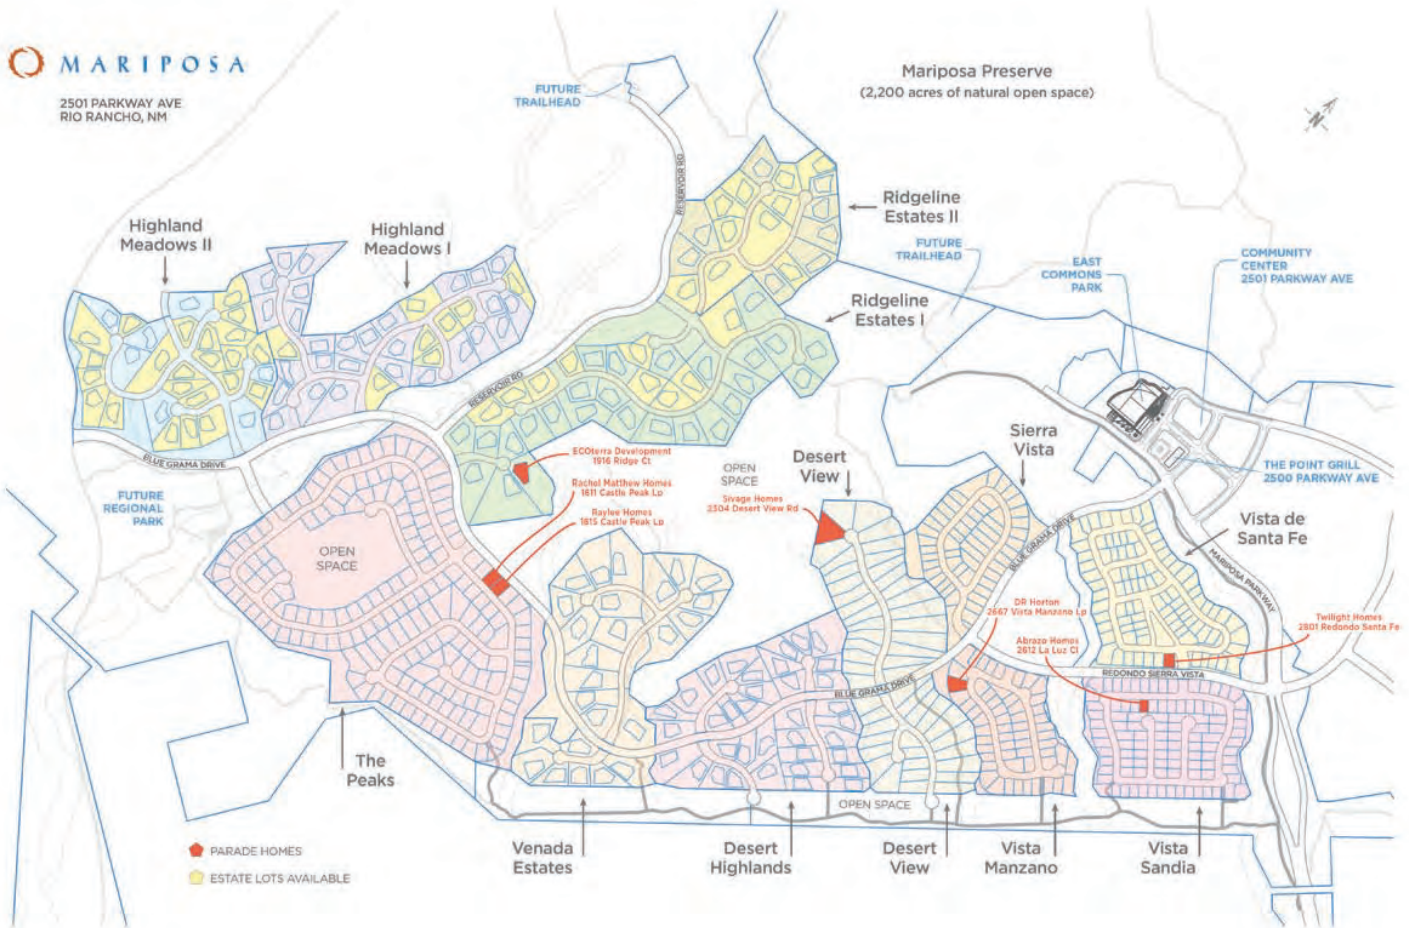 MARIPOSA
2501 PARKWAY AVE
RIO RANCHO, NM
FUTURE
TRAILHEAD
Mariposa Preserve
(2,200 acres of natural open space)
N
RESERVOIR RD
Ridgeline
Estates II
Highland
Meadows II
Highland
Meadows I
FUTURE
TRAILHEAD
EAST
COMMONS
PARK
COMMUNITY
CENTER
2501 PARKWAY AVE
Ridgeline
Estates I
RESERVOIR RD
BLUE GRAMA DRIVE
FUTURE
REGIONAL
PARK
ECOterra Development
1916 Ridge Ct
Rachel Matthew Homes
1611 Castle Peak Lp
Raylee Homes
1615 Castle Peak Lp
OPEN
SPACE
OPEN
SPACE
Sivage Homes
2304 Desert View Rd
Desert
View
Sierra
Vista
THE POINT GRILL
2500 PARKWAY AVE
Vista de
Santa Fe
BLUE GRAMA DRIVE
MARIPOSA PARKWAY
DR Horton
2667 Vista Manzano Lp
Abrazo Homes
2612 La Luz Cl
Twilight Homes
2801 Redondo Santa Fe
REDONDO SIERRA VISTA
BLUE GRAMA DRIVE
The
Peaks
OPEN SPACE
Venada
Estates
Desert
Highlands
Desert
View
Vista
Manzano
Vista
Sandia
PARADE HOMES
ESTATE LOTS AVAILABLE